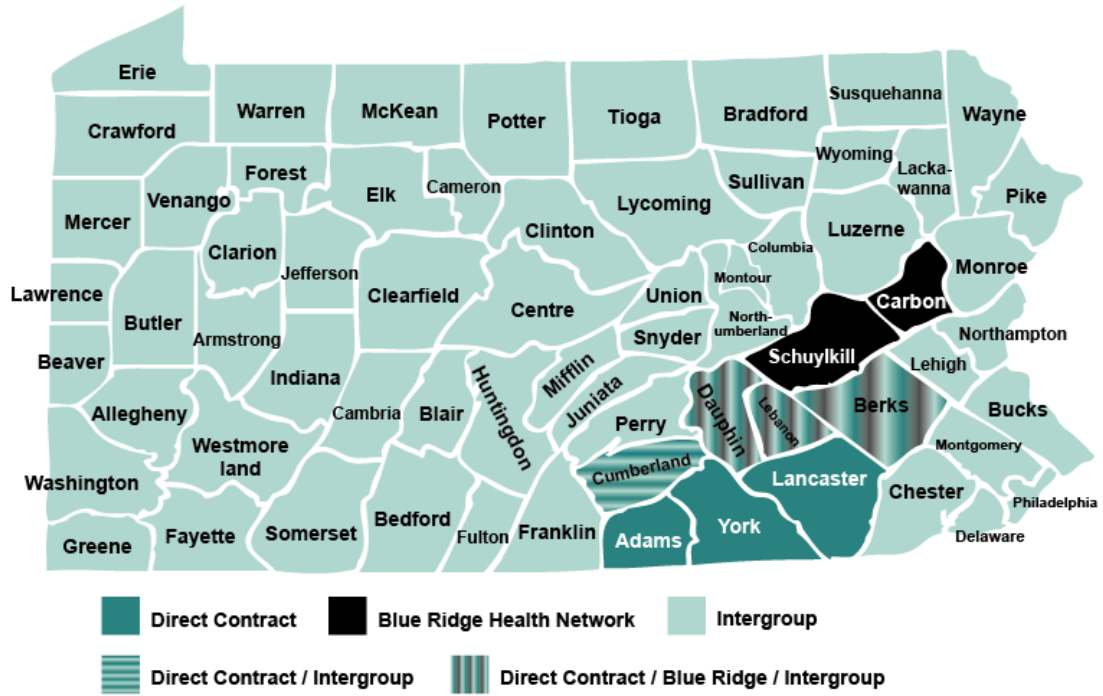 Erie
Warren
McKean
Potter
Tioga
Bradford
Susquehanna
Wayne
Crawford
Forest
Elk
Cameron
Sullivan
Wyoming
Lacka-
wanna
Pike
Mercer
Venango
Clarion
Jefferson
Clinton
Lycoming
Columbia
Luzerne
Monroe
Lawrence
Butler
Armstrong
Clearfield
Centre
Union
Montour
North-
umberland
Carbon
Schuylkill
Northampton
Beaver
Indiana
Snyder
Mifflin
Juniata
Huntingdon
Lehigh
Allegheny
Westmore
land
Cambria
Blair
Perry
Dauphin
Lebanon
Berks
Bucks
Montgomery
Washington
Cumberland
Lancaster
Chester
Philadelphia
Delaware
Greene
Fayette
Somerset
Bedford
Fulton
Franklin
Adams
York
Direct Contract
Blue Ridge Health Network
Intergroup
Direct Contract / Intergroup
Direct Contract / Blue Ridge / Intergroup